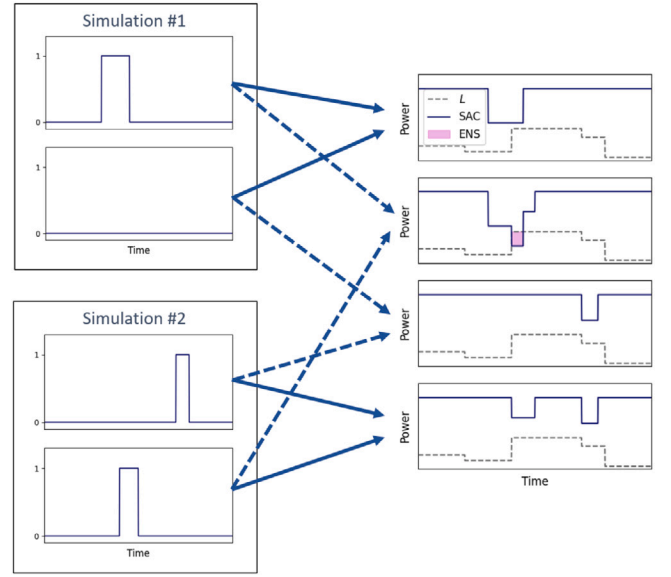 Simulation #1
1
0
1
0
Time
Simulation #2
1
0
1
0
Time
Power
L
SAC
ENS
Power
Power
Power
Time